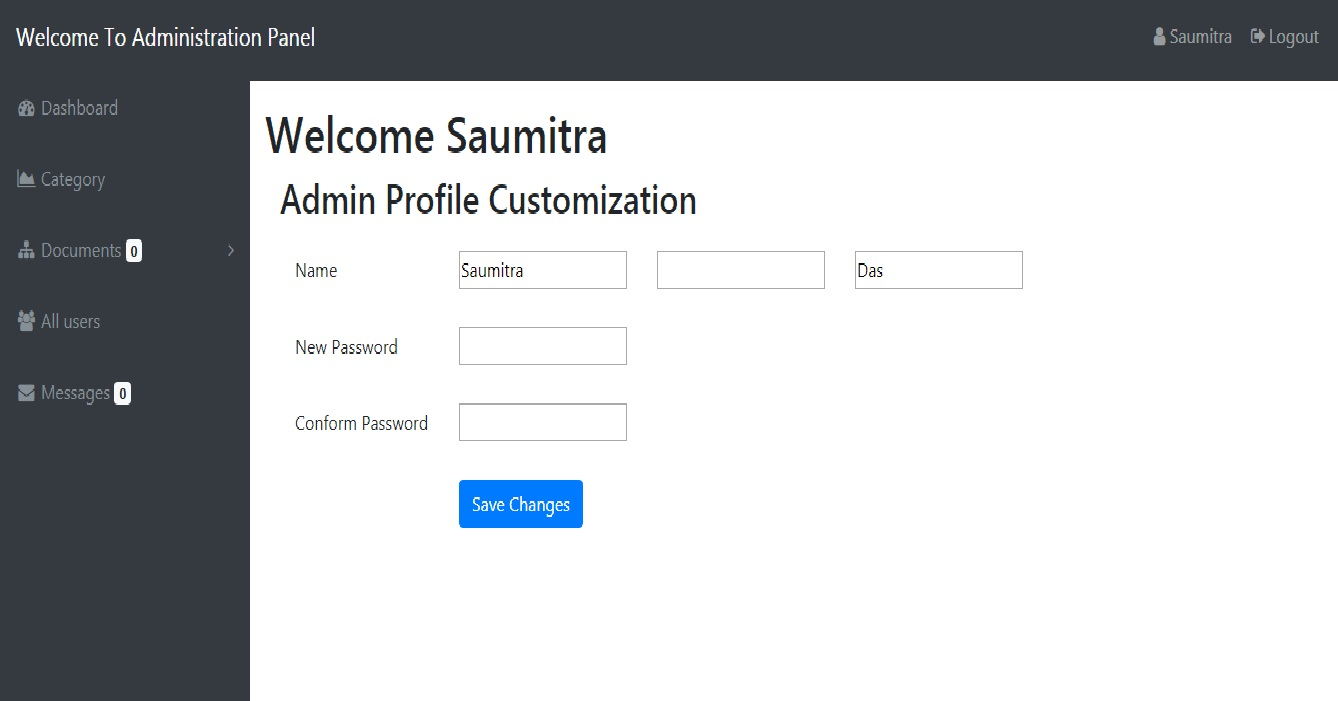 Welcome To Administration Panel
Saumitra Logout
Dashboard
Category
Documents 0
All users
Messages 0
Welcome Saumitra
Admin Profile Customization
Name Saumitra Das
New Password
Conform Password
Save Changes